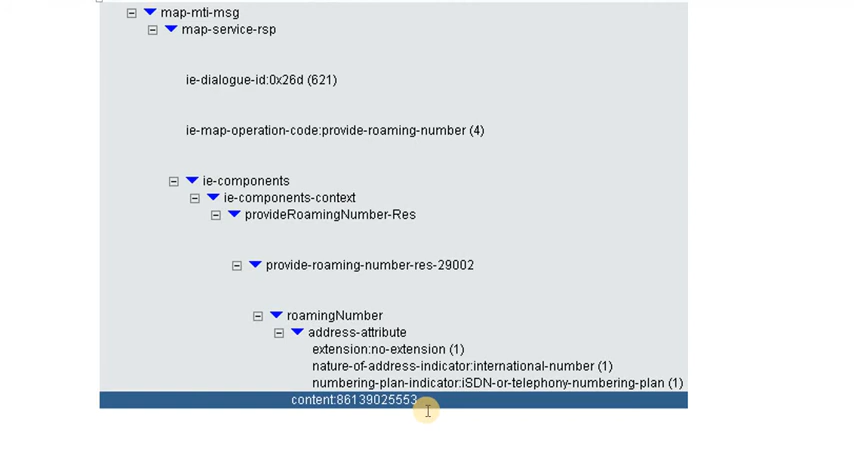 map-mti-msg
map-service-rsp
ie-dialogue-id:0x26d (621)
ie-map-operation-code:provide-roaming-number (4)
ie-components
ie-components-context
provideRoamingNumber-Res
provide-roaming-number-res-29002
roamingNumber
address-attribute
extension:no-extension (1)
nature-of-address-indicator:international-number (1)
numbering-plan-indicator:iSDN-or-telephony-numbering-plan (1)
content:86139025553